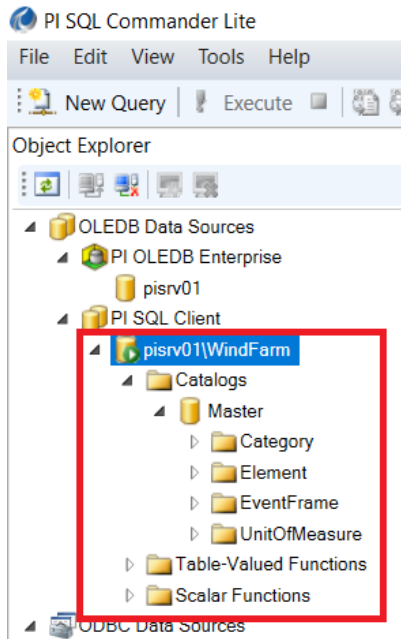 PI SQL Commander Lite
File Edit View Tools Help
New Query Execute
Object Explorer
OLEDB Data Sources
PI OLEDB Enterprise
pisrv01
PI SQL Client
pisrv01\WindFarm
Catalogs
Master
Category
Element
EventFrame
UnitOfMeasure
Table-Valued Functions
Scalar Functions
ODBC Data Sources